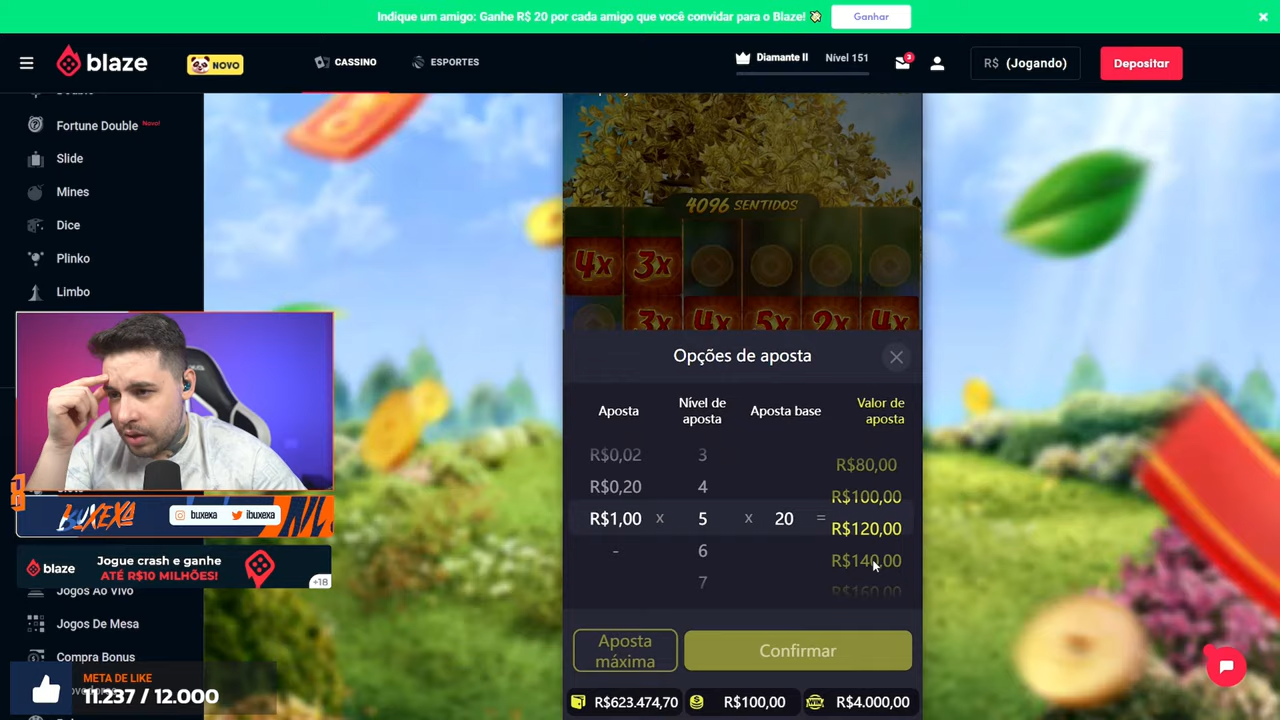 Indique um amigo: Ganhe R$ 20 por cada amigo que você convidar para o Blaze!
Ganhar
blaze
NOVO
CASSINO
ESPORTES
Diamante II
Nível 151
3
R$ (Jogando)
Depositar
Fortune Double Novo!
Slide
Mines
Dice
Plinko
Limbo
4096 SENTIDOS
4x 3x
3x 4x 5x 2x 4x
Opções de aposta
Aposta
Nível de aposta
Aposta base
Valor de aposta
R$0,02 3 R$80,00
R$0,20 4 R$100,00
R$1,00 x 5 x 20 = R$120,00
- 6 R$140,00
7 R$160,00
Aposta máxima
Confirmar
R$623.474,70
R$100,00
R$4.000,00
BUXEXA
buxexa
ibuxexa
blaze
Jogue crash e ganhe
ATÉ R$10 MILHÕES!
+18
Jogos Ao Vivo
Jogos De Mesa
Compra Bonus
META DE LIKE
11.237 / 12.000